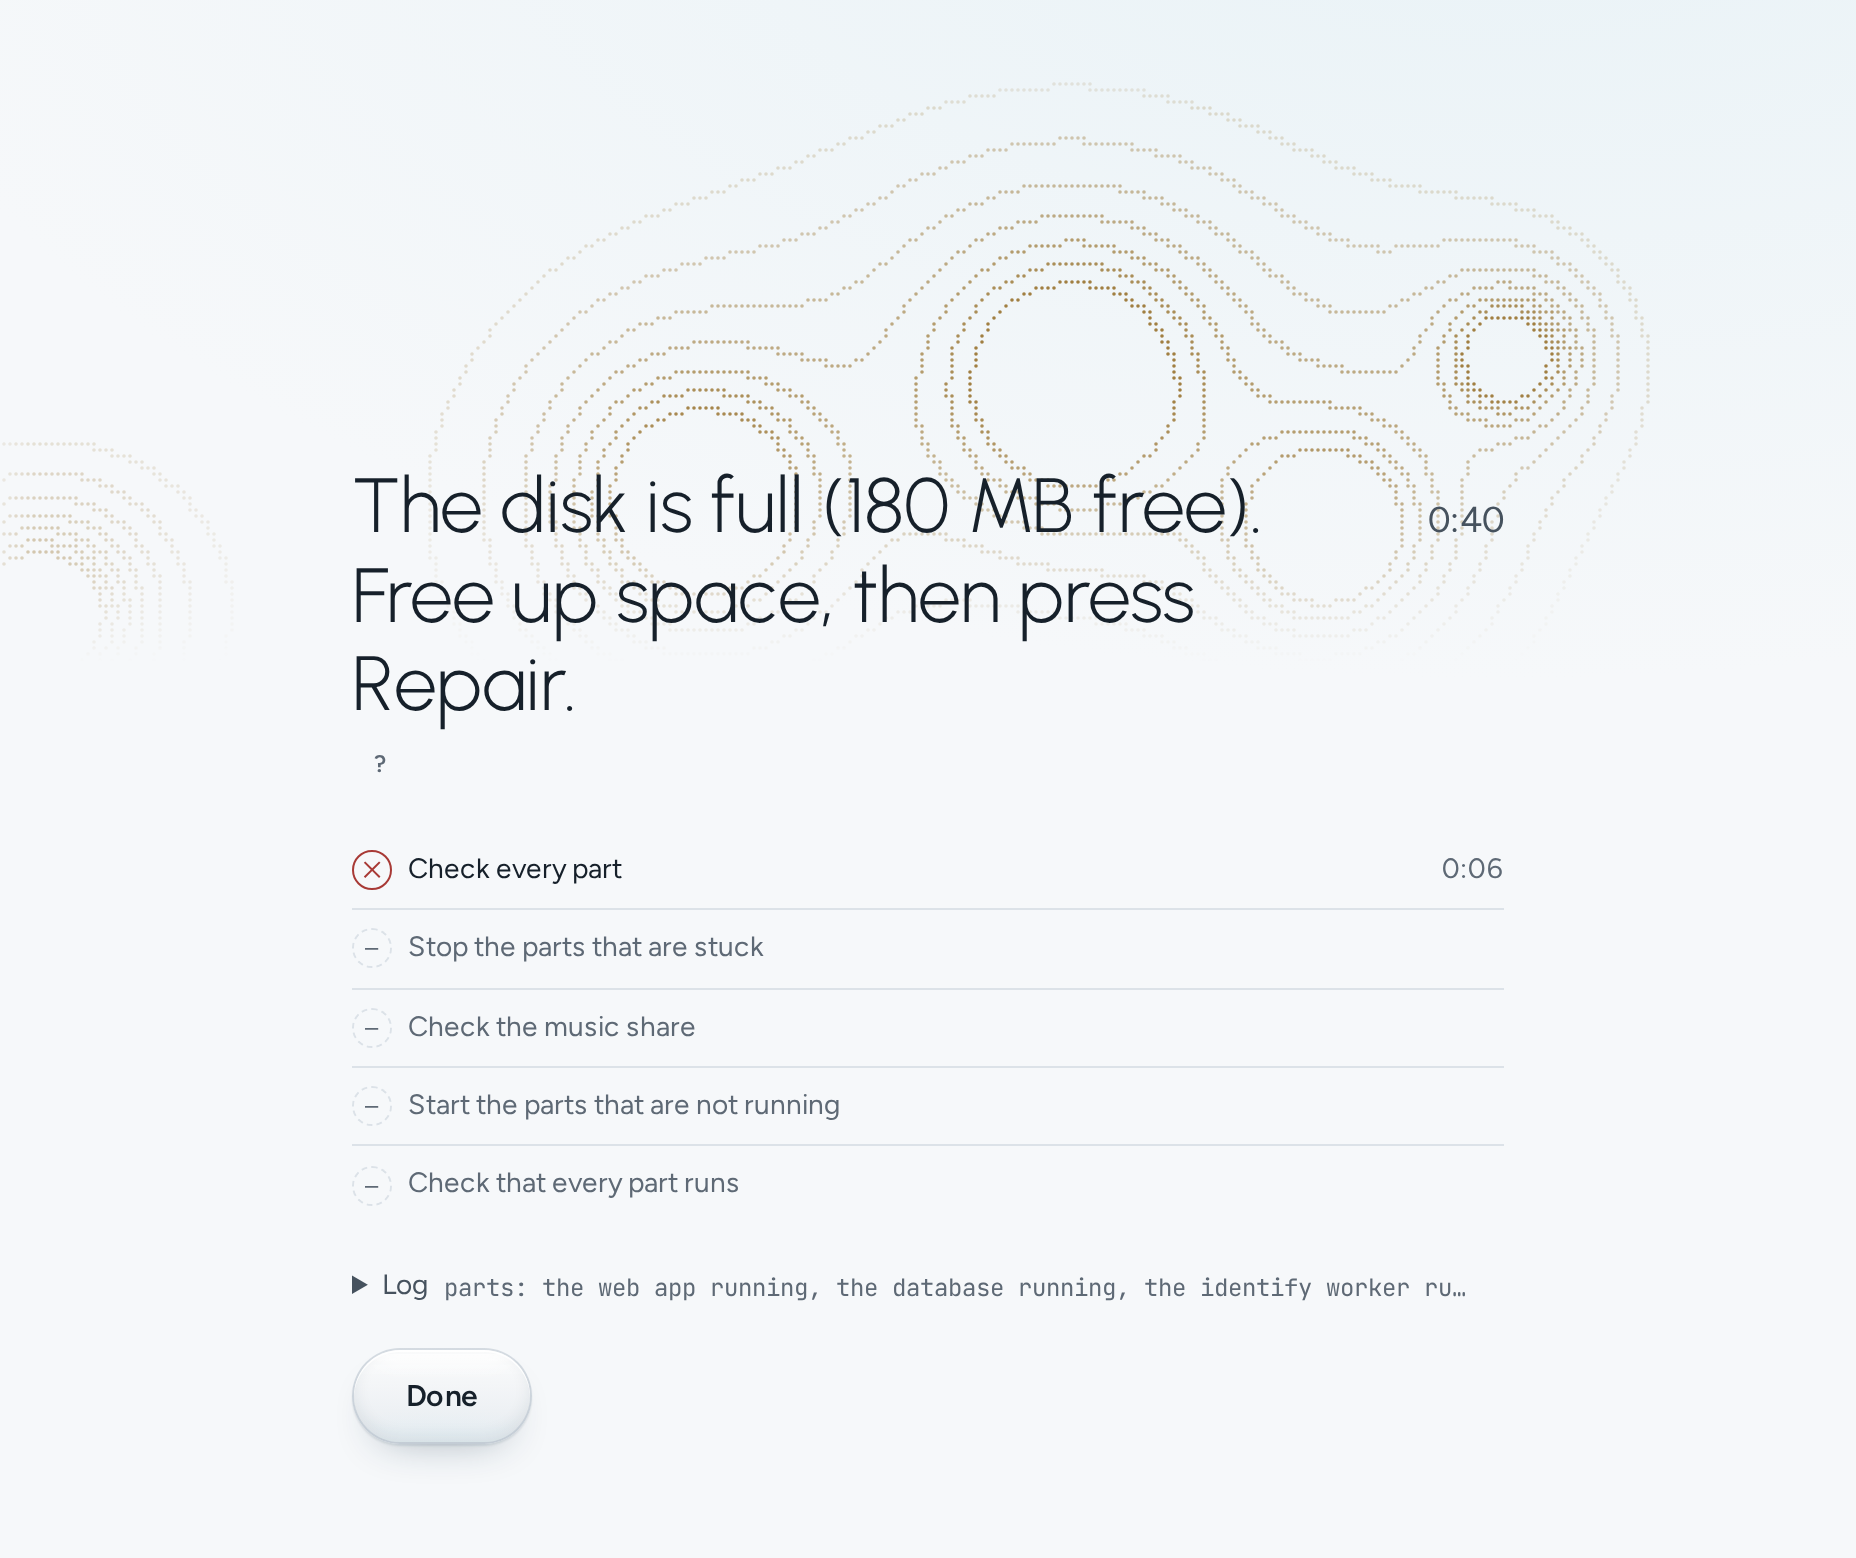 The disk is full (180 MB free).
0:40
Free up space, then press
Repair.
?
Check every part
0:06
– Stop the parts that are stuck
– Check the music share
– Start the parts that are not running
– Check that every part runs
Log parts: the web app running, the database running, the identify worker ru…
Done